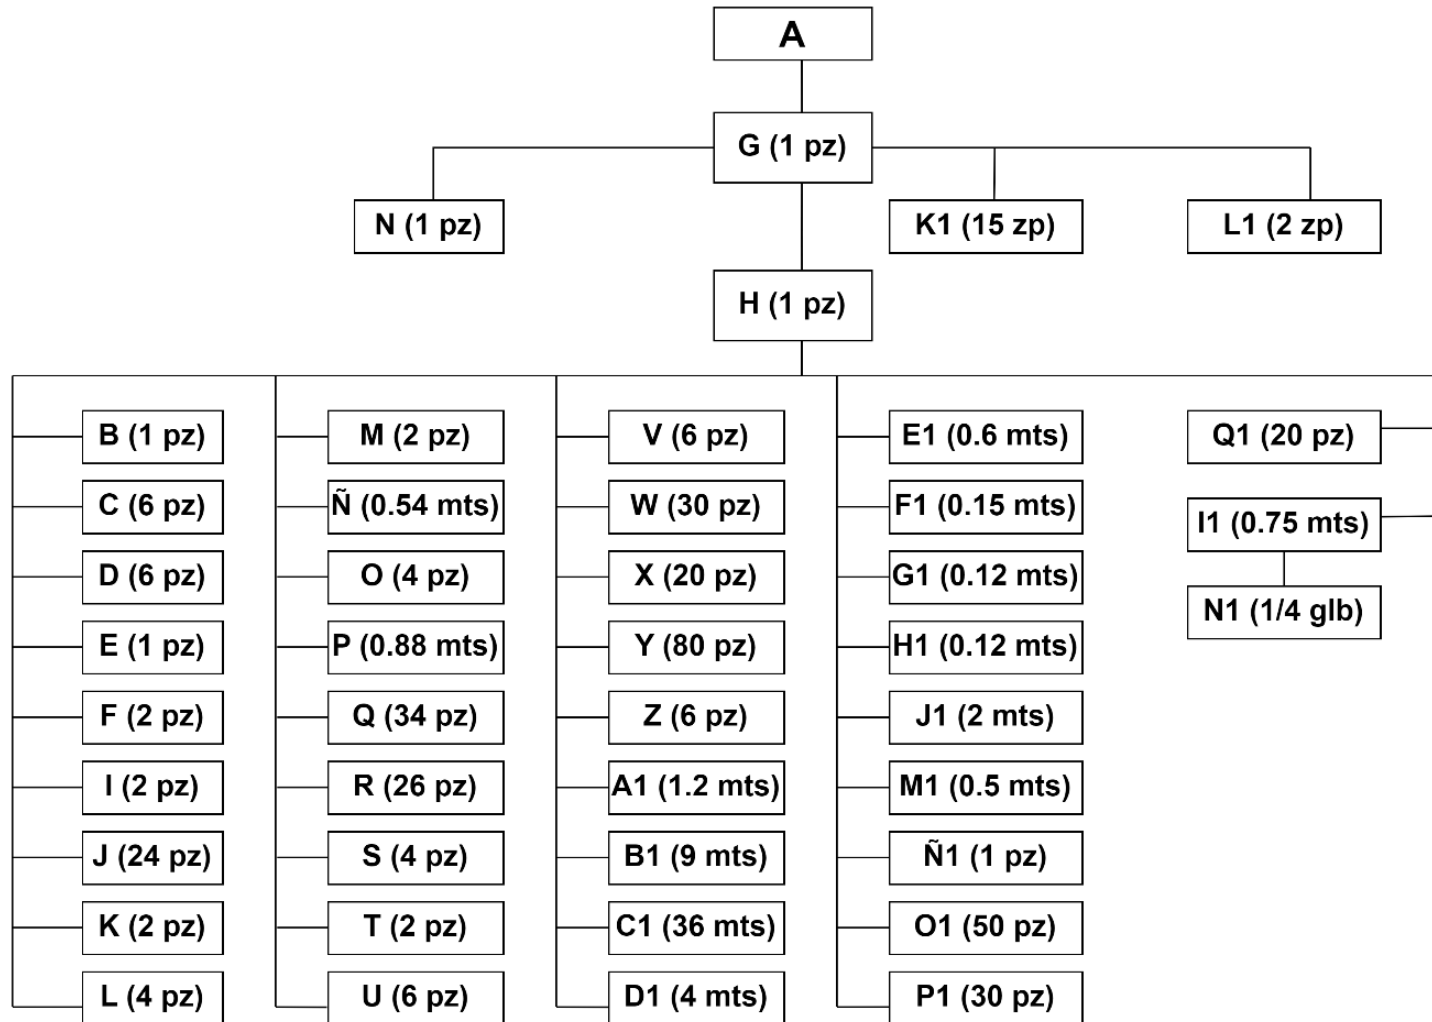 A
G (1 pz)
N (1 pz)
K1 (15 zp)
L1 (2 zp)
H (1 pz)
B (1 pz)
C (6 pz)
D (6 pz)
E (1 pz)
F (2 pz)
I (2 pz)
J (24 pz)
K (2 pz)
L (4 pz)
M (2 pz)
Ñ (0.54 mts)
O (4 pz)
P (0.88 mts)
Q (34 pz)
R (26 pz)
S (4 pz)
T (2 pz)
U (6 pz)
V (6 pz)
W (30 pz)
X (20 pz)
Y (80 pz)
Z (6 pz)
A1 (1.2 mts)
B1 (9 mts)
C1 (36 mts)
D1 (4 mts)
E1 (0.6 mts)
F1 (0.15 mts)
G1 (0.12 mts)
H1 (0.12 mts)
J1 (2 mts)
M1 (0.5 mts)
Ñ1 (1 pz)
O1 (50 pz)
P1 (30 pz)
Q1 (20 pz)
I1 (0.75 mts)
N1 (1/4 glb)